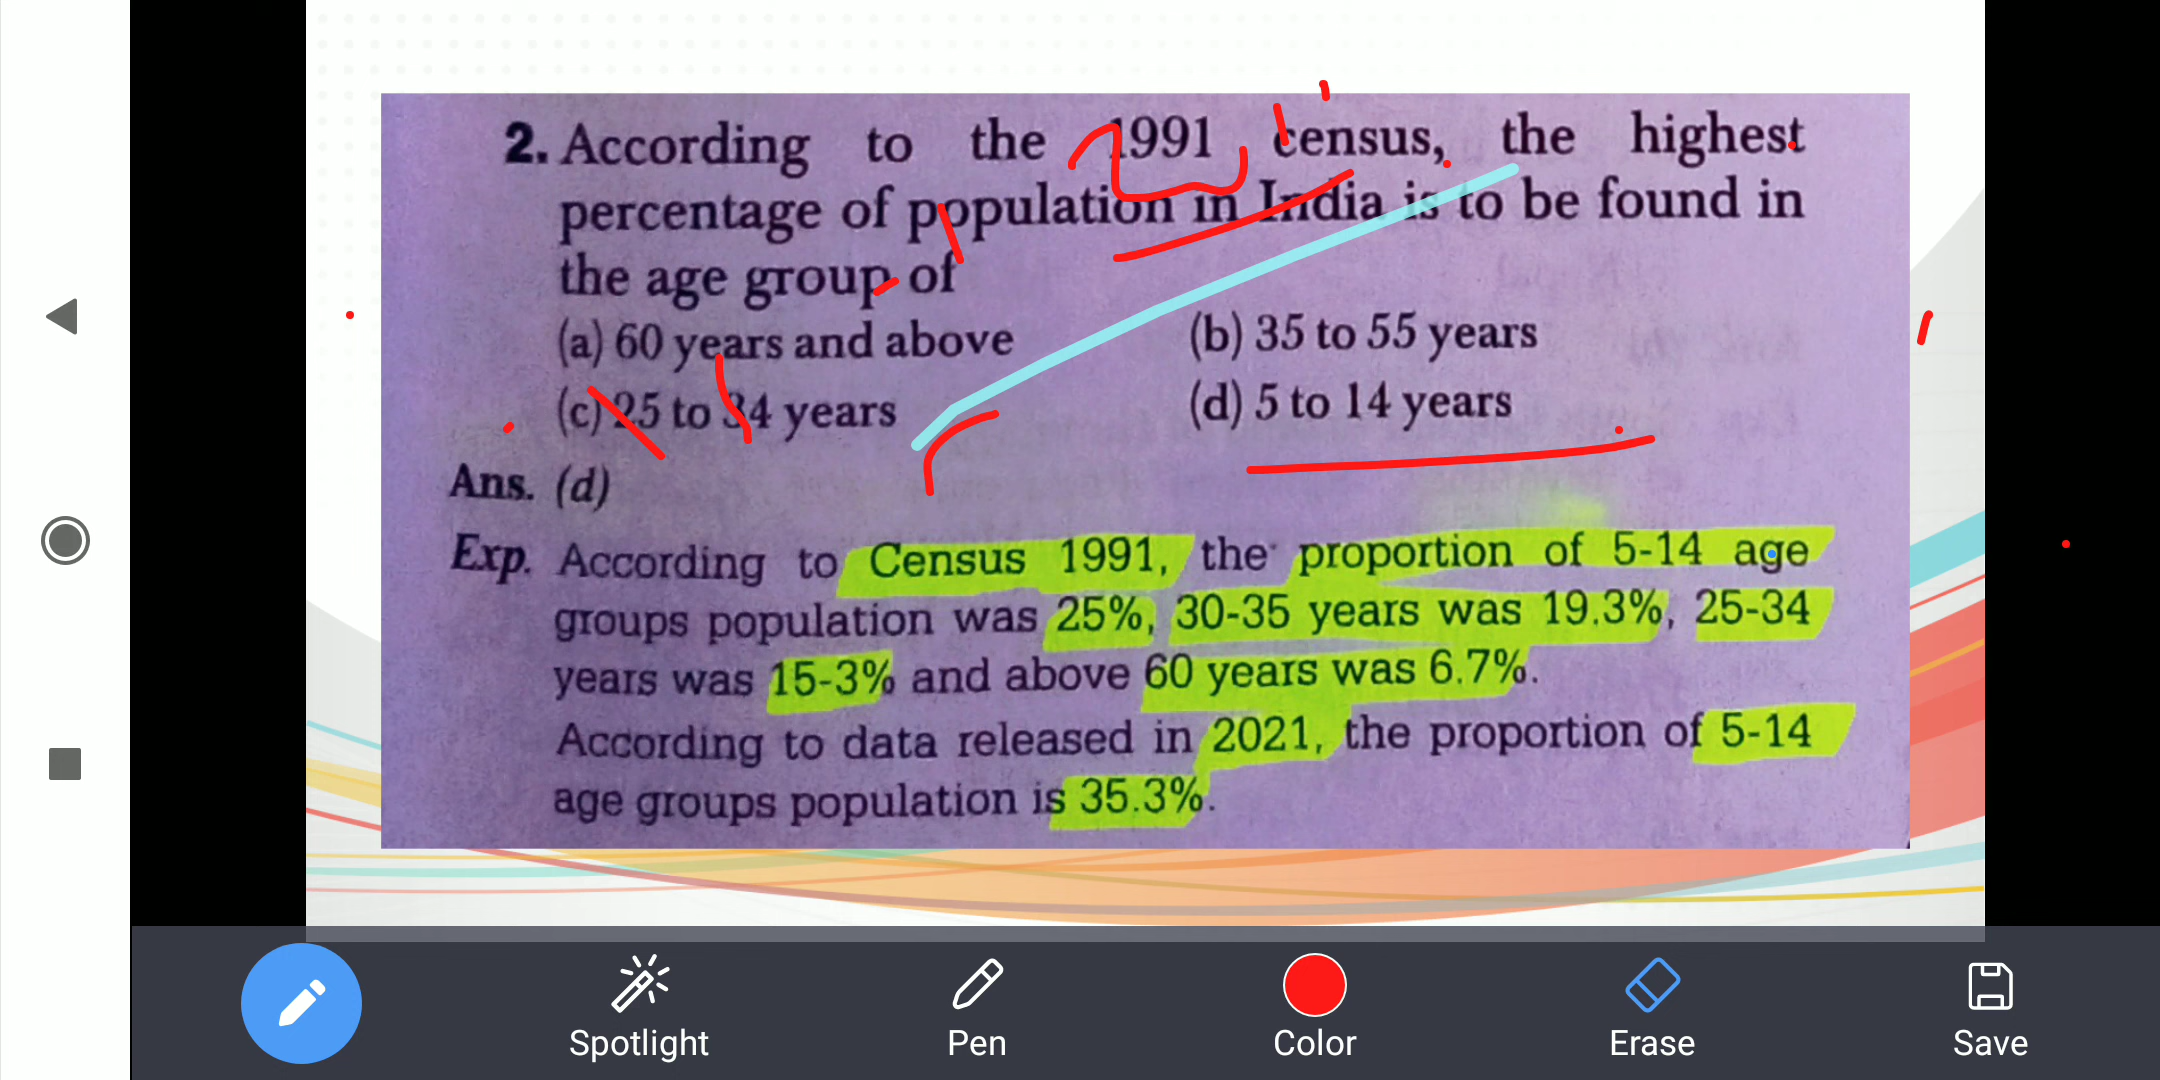 2. According to the 1991 census, the highest
percentage of population in India is to be found in
the age group of
(a) 60 years and above (b) 35 to 55 years
(c) 25 to 34 years (d) 5 to 14 years
Ans. (d)
Exp. According to Census 1991, the proportion of 5-14 age
groups population was 25%, 30-35 years was 19.3%, 25-34
years was 15-3% and above 60 years was 6.7%.
According to data released in 2021, the proportion of 5-14
age groups population is 35.3%.
Spotlight Pen Color Erase Save